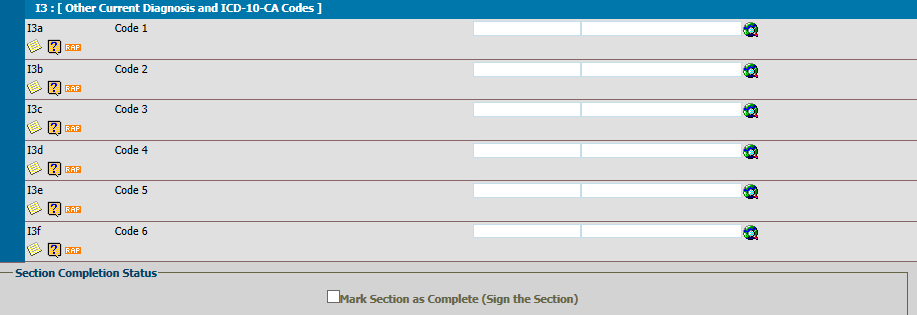 I3 : [ Other Current Diagnosis and ICD-10-CA Codes ]
I3a Code 1
? RAP
I3b Code 2
? RAP
I3c Code 3
? RAP
I3d Code 4
? RAP
I3e Code 5
? RAP
I3f Code 6
? RAP
Section Completion Status
Mark Section as Complete (Sign the Section)